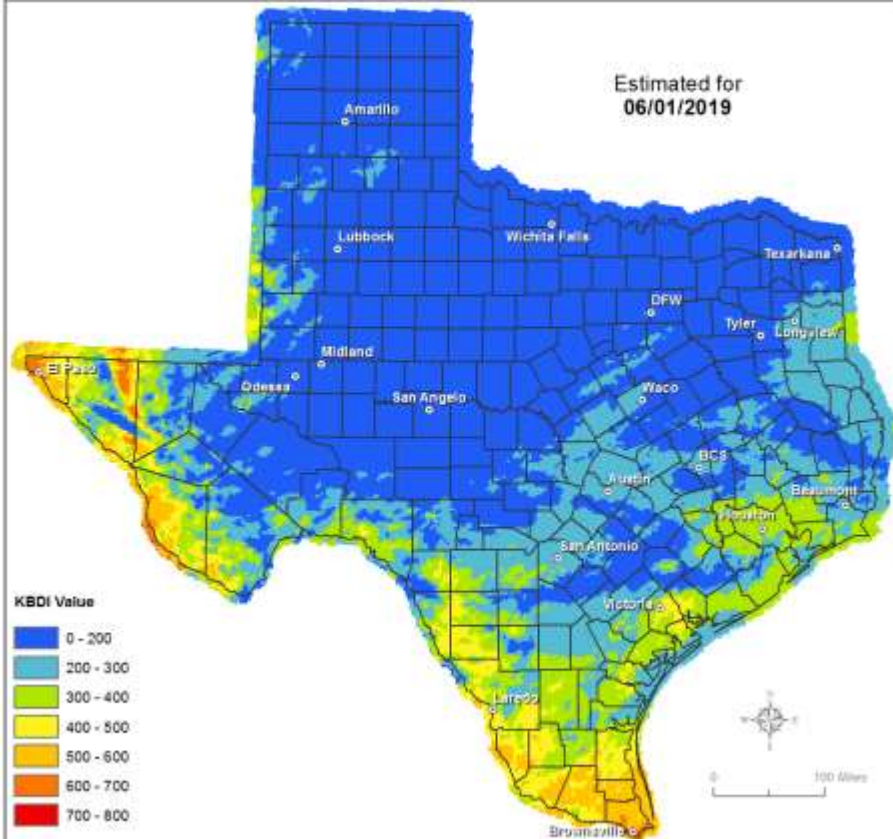 Estimated for
06/01/2019
Amarillo
Lubbock
Wichita Falls
Texarkana
DFW
Tyler
Longview
El Paso
Midland
Odessa
San Angelo
Waco
BCS
Austin
Beaumont
Houston
San Antonio
Victoria
Laredo
Brownsville
KBDI Value
0 - 200
200 - 300
300 - 400
400 - 500
500 - 600
600 - 700
700 - 800
W E
0 100 Miles